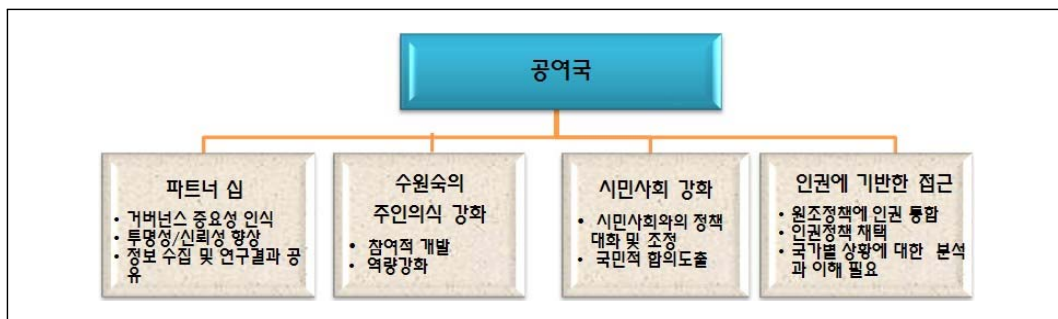 공여국
파트너 십
• 거버넌스 중요성 인식
• 투명성/신뢰성 향상
• 정보 수집 및 연구결과 공
유
수원숙의
주인의식 강화
• 참여적 개발
• 역량강화
시민사회 강화
• 시민사회와의 정책
대화 및 조정
• 국민적 합의도출
인권에 기반한 접근
• 원조정책에 인권 통합
• 인권정책 채택
• 국가별 상황에 대한 분석
과 이해 필요